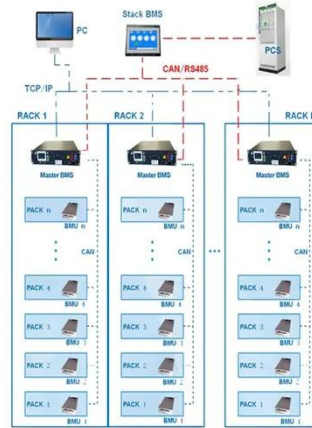 PC
Stack BMS
PCS
CAN/RS485
TCP/IP
RACK 1
RACK 2
RACK
Master BMS
Master BMS
Master BMS
PACK n
BMU n
PACK n
BMU n
PACK n
BMU n
CAN
CAN
CAN
PACK 4
BMU 4
PACK 4
BMU 4
PACK 4
BMU 4
PACK 3
BMU 3
PACK 3
BMU 3
PACK 3
BMU 3
PACK 2
BMU 2
PACK 2
BMU 2
PACK 2
BMU 2
PACK 1
BMU 1
PACK 1
BMU 1
PACK 1
BMU 1